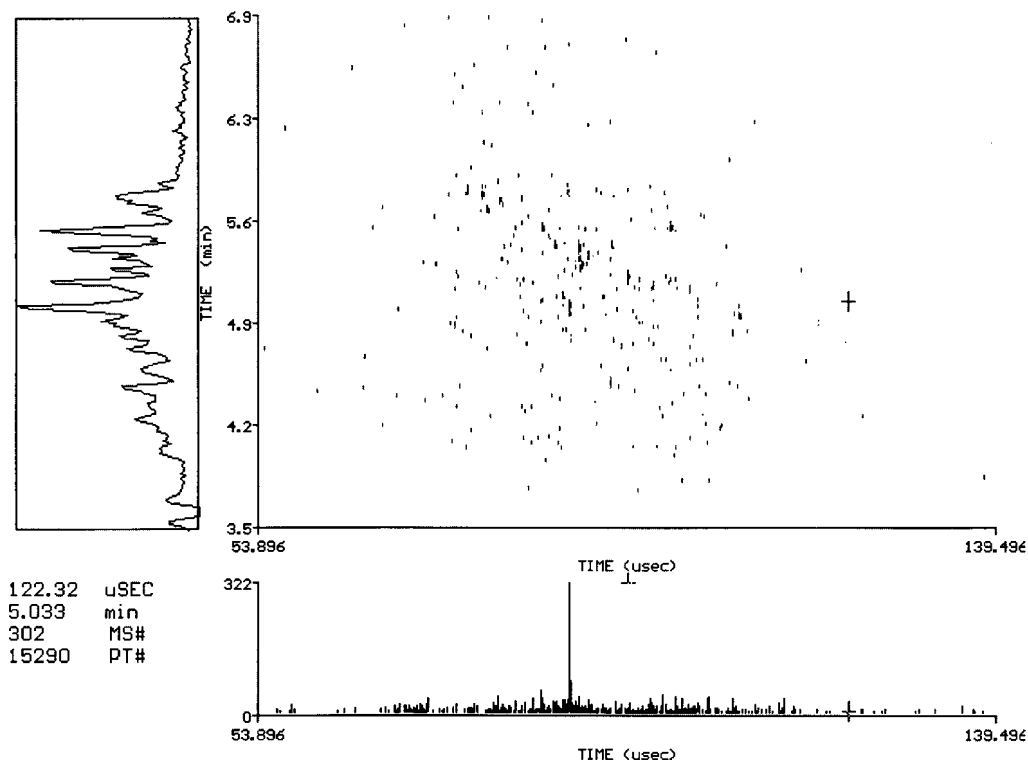 6.9
6.3
5.6
4.9
4.2
3.5
TIME (min)
53.896
139.496
TIME (usec)
322
0
53.896
139.496
TIME (usec)
122.32 uSEC
5.033 min
302 MS#
15290 PT#